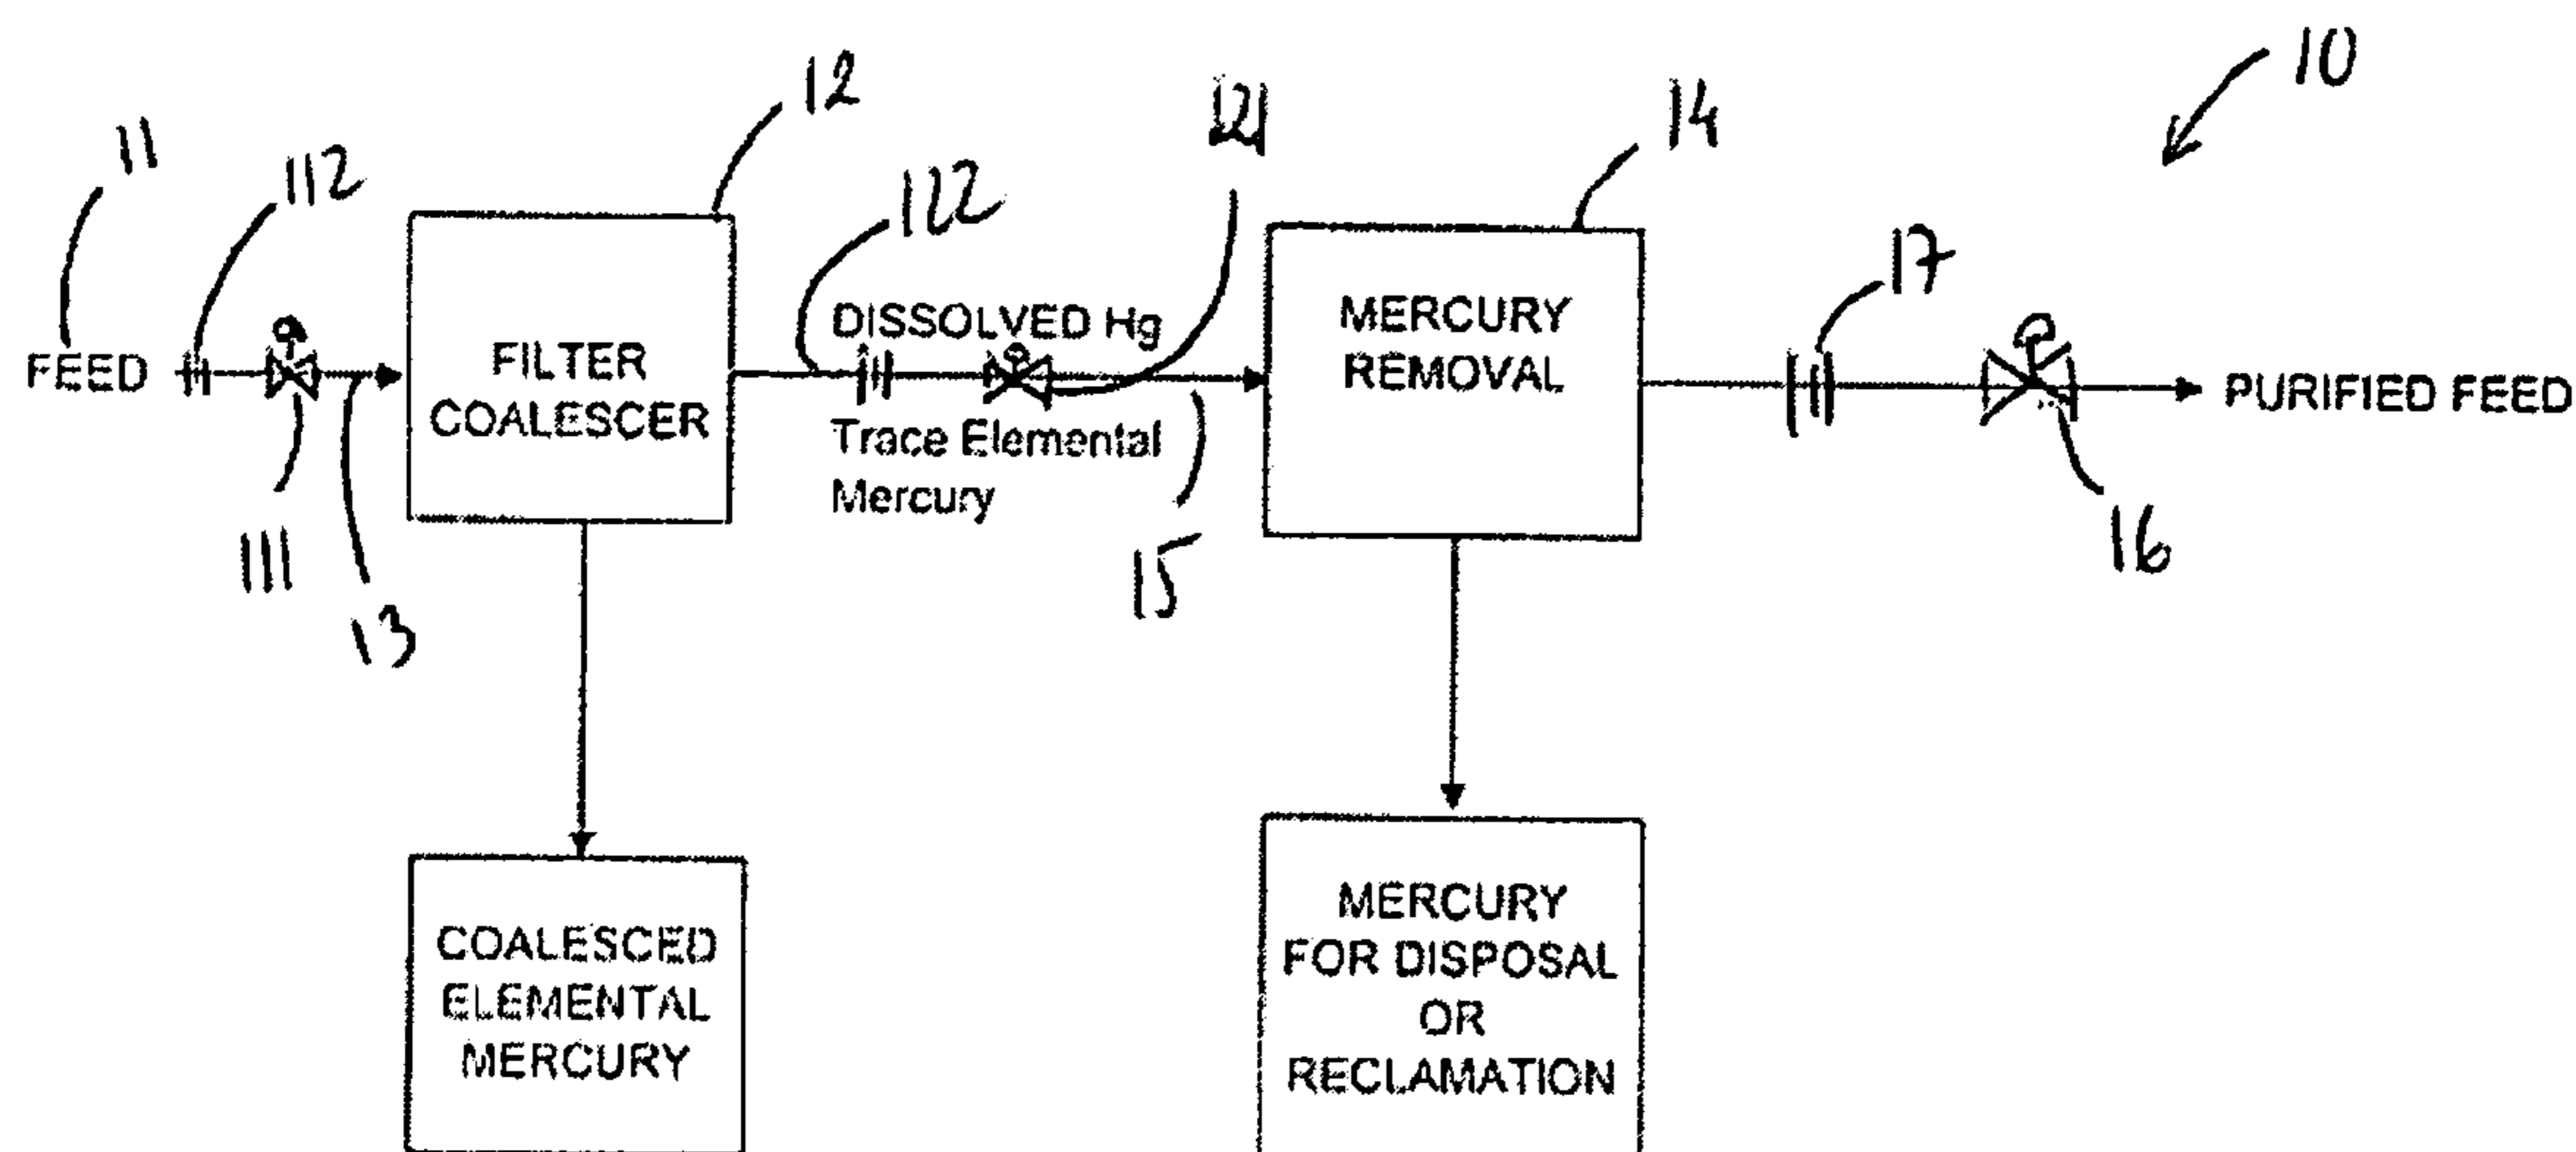 10
12
121
14
11
112
122
17
DISSOLVED Hg
FEED
FILTER
COALESCER
MERCURY
REMOVAL
PURIFIED FEED
Trace Elemental
Mercury
111
13
15
16
COALESCED
ELEMENTAL
MERCURY
MERCURY
FOR DISPOSAL
OR
RECLAMATION